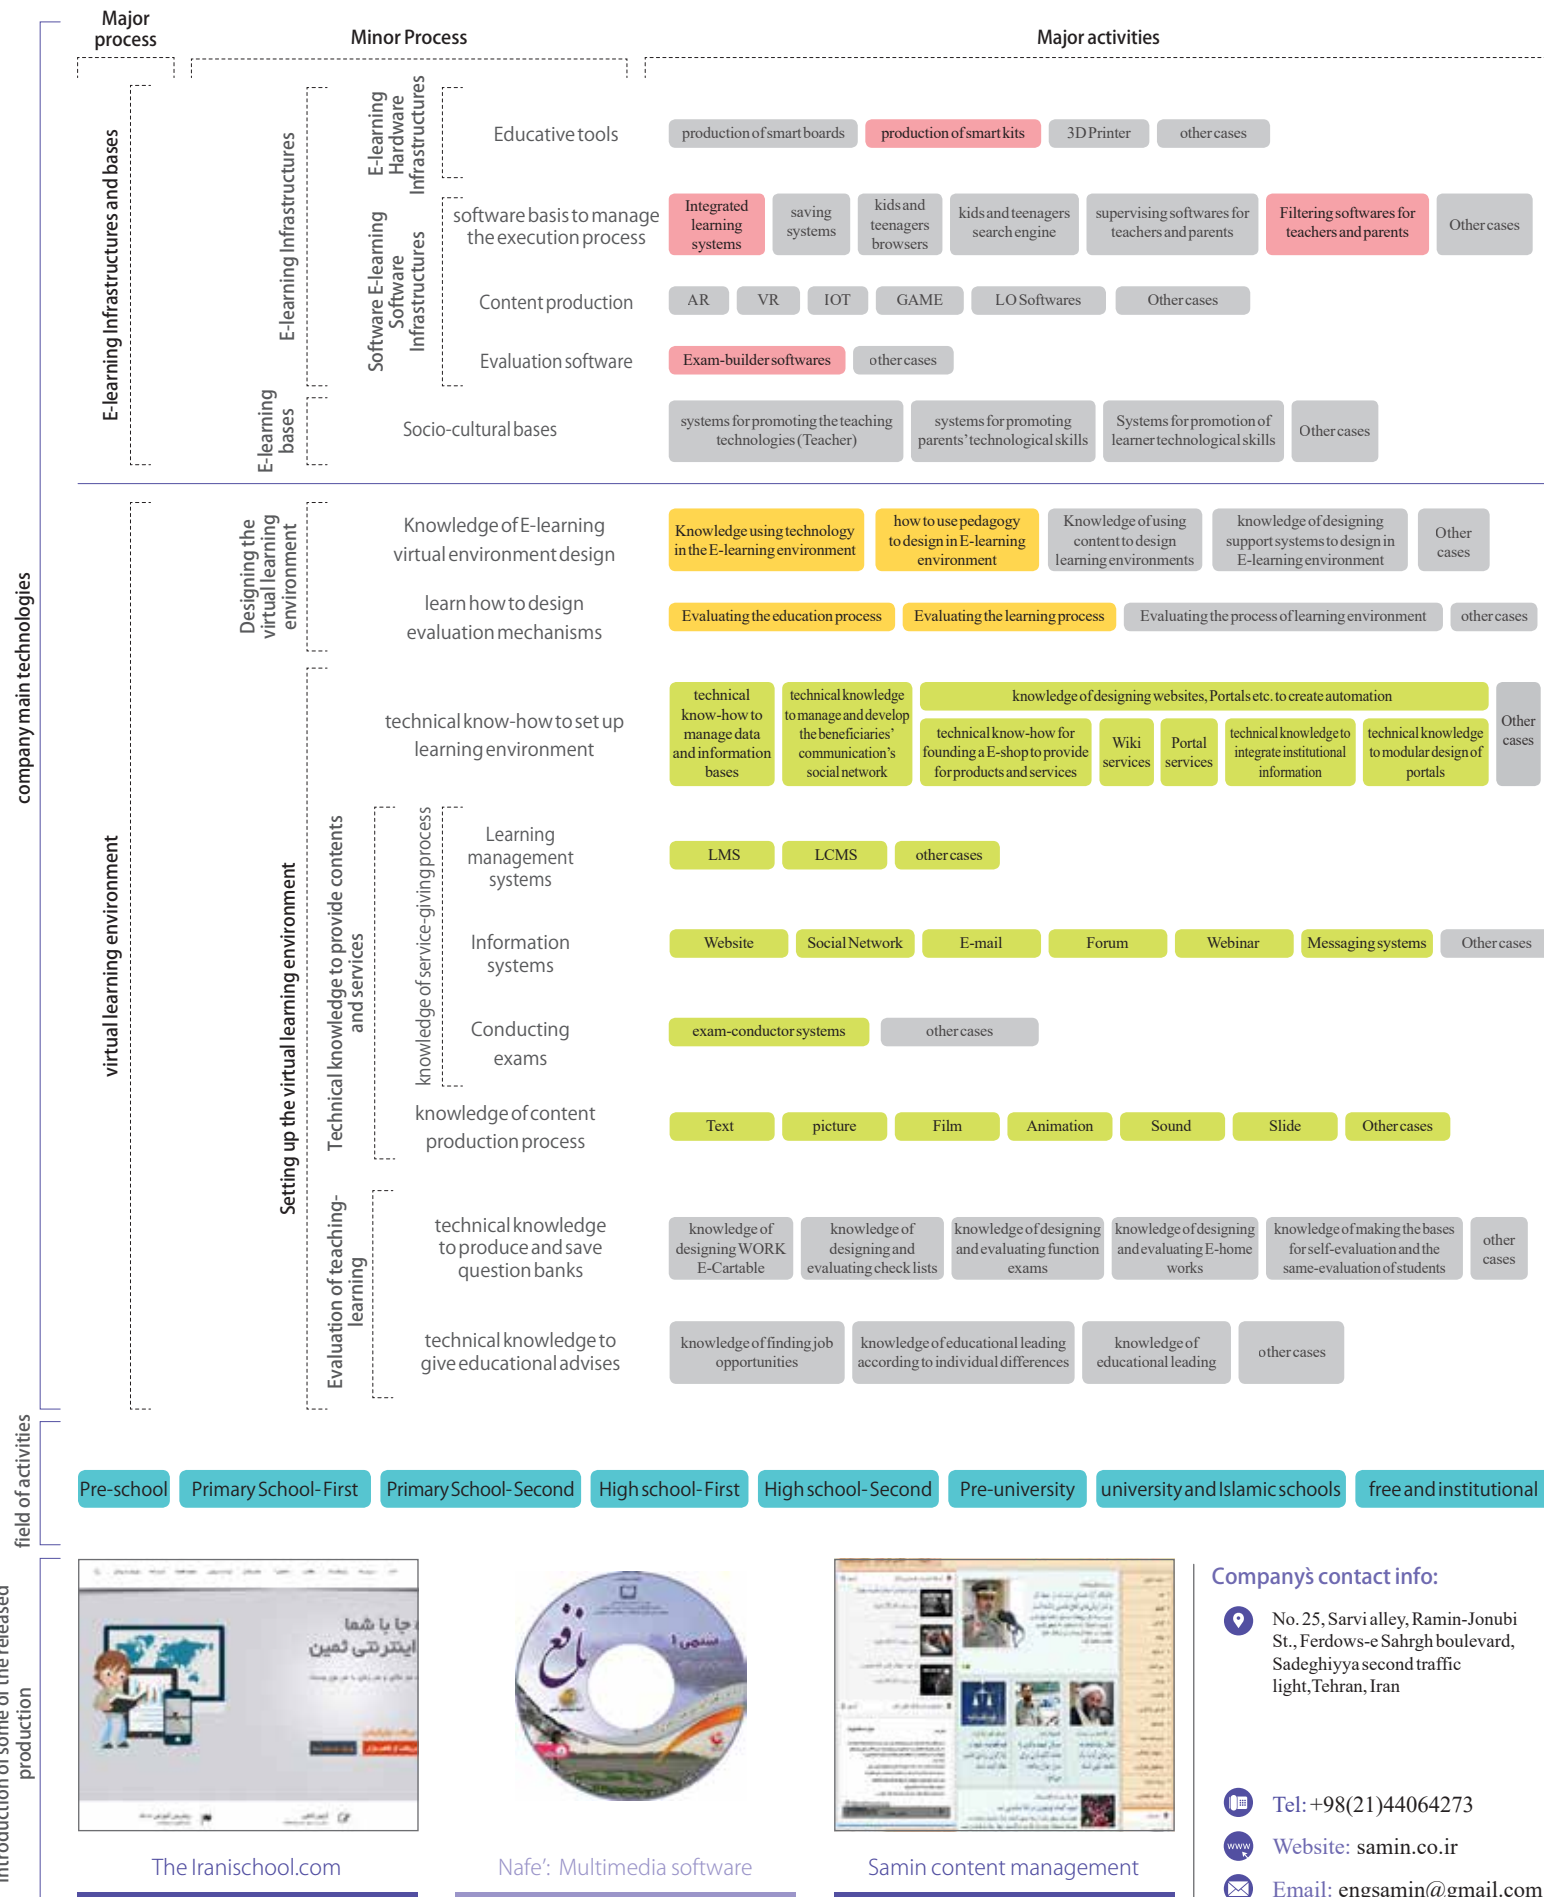 Major
process
Minor Process
Major activities
company main technologies
E-learning Infrastructures and bases
E-learning Infrastructures
E-learning
Hardware
Infrastructures
Educative tools
production of smart boards
production of smart kits
3D Printer
other cases
Software E-learning
Software
Infrastructures
software basis to manage
the execution process
Integrated
learning
systems
saving
systems
kids and
teenagers
browsers
kids and teenagers
search engine
supervising softwares for
teachers and parents
Filtering softwares for
teachers and parents
Other cases
Content production
AR
VR
IOT
GAME
LO Softwares
Other cases
Evaluation software
Exam-builder softwares
other cases
E-learning
bases
Socio-cultural bases
systems for promoting the teaching
technologies (Teacher)
systems for promoting
parents’ technological skills
Systems for promotion of
learner technological skills
Other cases
virtual learning environment
Designing the
virtual learning
environment
Knowledge of E-learning
virtual environment design
Knowledge using technology
in the E-learning environment
how to use pedagogy
to design in E-learning
environment
Knowledge of using
content to design
learning environments
knowledge of designing
support systems to design in
E-learning environment
Other
cases
learn how to design
evaluation mechanisms
Evaluating the education process
Evaluating the learning process
Evaluating the process of learning environment
other cases
Setting up the virtual learning environment
technical know-how to set up
learning environment
technical
know-how to
manage data
and information
bases
technical knowledge
to manage and develop
the beneficiaries’
communication’s
social network
knowledge of designing websites, Portals etc. to create automation
technical know-how for
founding a E-shop to provide
for products and services
Wiki
services
Portal
services
technical knowledge to
integrate institutional
information
technical knowledge
to modular design of
portals
Other
cases
Technical knowledge to provide contents
and services
knowledge of service-giving process
Learning
management
systems
LMS
LCMS
other cases
Information
systems
Website
Social Network
E-mail
Forum
Webinar
Messaging systems
Other cases
Conducting
exams
exam-conductor systems
other cases
knowledge of content
production process
Text
picture
Film
Animation
Sound
Slide
Other cases
Evaluation of teaching-
learning
technical knowledge
to produce and save
question banks
knowledge of
designing WORK
E-Cartable
knowledge of
designing and
evaluating check lists
knowledge of designing
and evaluating function
exams
knowledge of designing
and evaluating E-home
works
knowledge of making the bases
for self-evaluation and the
same-evaluation of students
other
cases
technical knowledge to
give educational advises
knowledge of finding job
opportunities
knowledge of educational leading
according to individual differences
knowledge of
educational leading
other cases
field of activities
Pre-school
Primary School- First
Primary School- Second
High school- First
High school- Second
Pre-university
university and Islamic schools
free and institutional
introduction of some of the released
production
جا با شما
اینترنتی ثمین
نافع
The Iranischool.com
Nafe’: Multimedia software
Samin content management
Company’s contact info:
No. 25, Sarvi alley, Ramin-Jonubi
St., Ferdows-e Sahrgh boulevard,
Sadeghiyya second traffic
light,Tehran, Iran
Tel: +98(21)44064273
www
Website: samin.co.ir
Email: engsamin@gmail.com